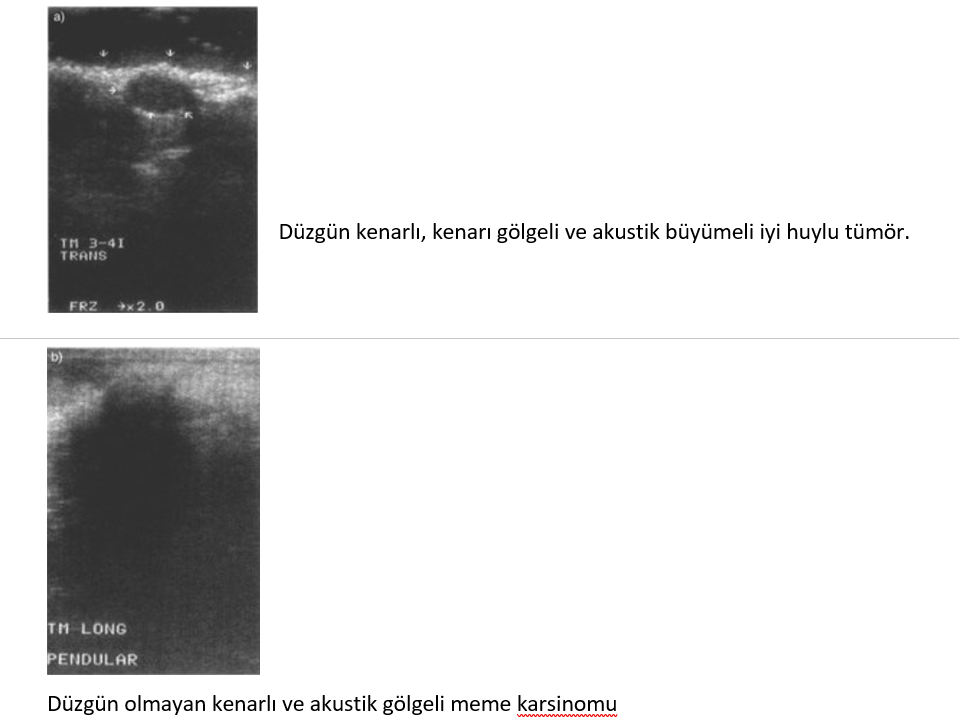 a)
TM 3-4I
TRANS
FRZ →x2.0
Düzgün kenarlı, kenarı gölgeli ve akustik büyümeli iyi huylu tümör.
b)
TM LONG
PENDULAR
Düzgün olmayan kenarlı ve akustik gölgeli meme karsinomu